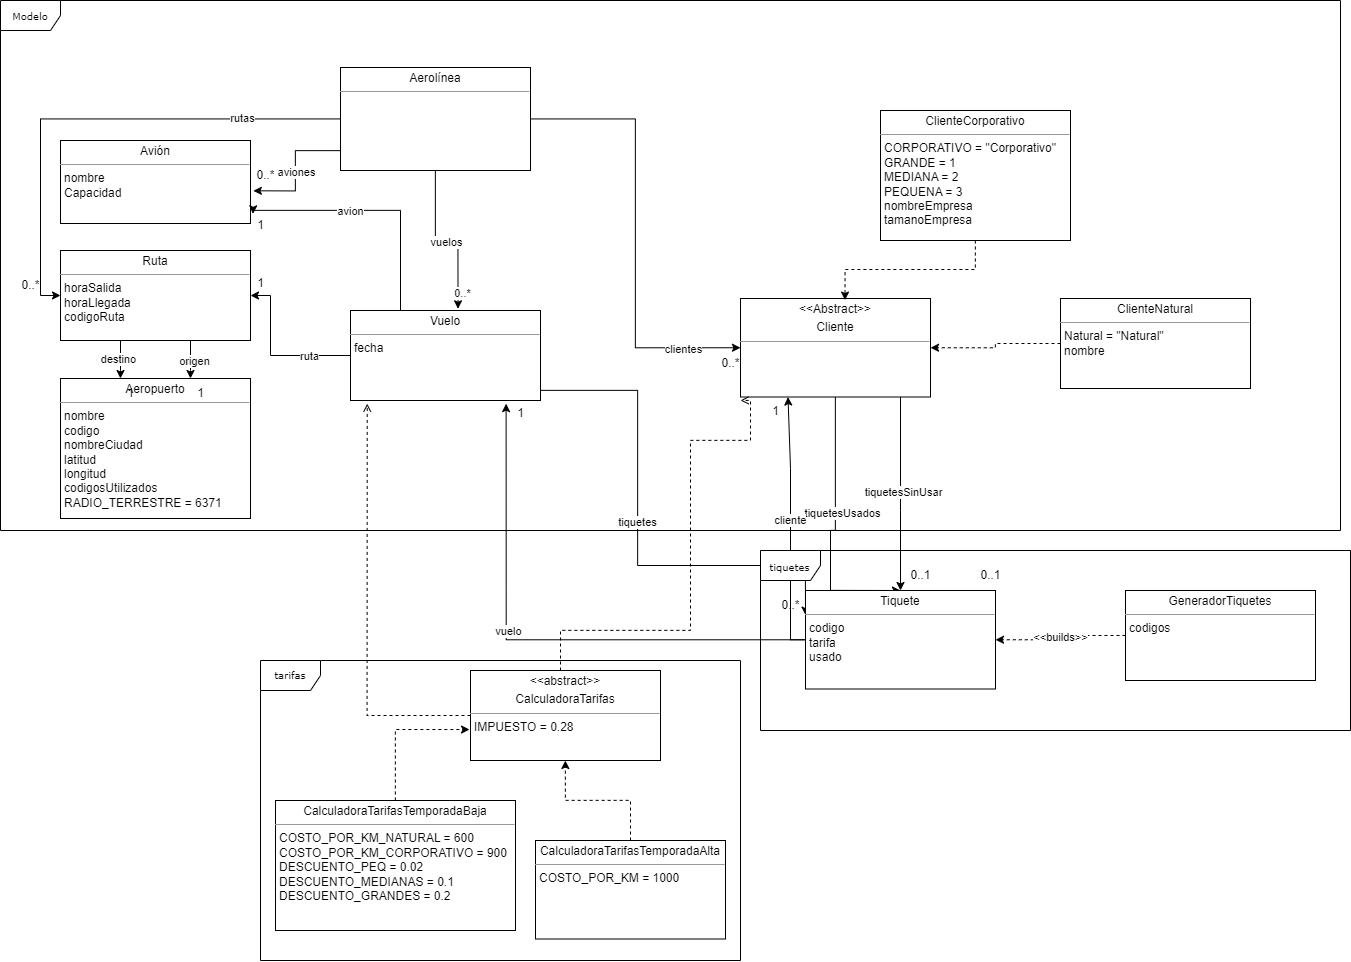 Modelo
Aerolínea
rutas
Avión
nombre
Capacidad
0..*
aviones
avion
1
vuelos
0..*
Ruta
horaSalida
horaLlegada
codigoRuta
0..*
1
ruta
destino
origen
Aeropuerto
1
1
nombre
codigo
nombreCiudad
latitud
longitud
codigosUtilizados
RADIO_TERRESTRE = 6371
Vuelo
fecha
1
ClienteCorporativo
CORPORATIVO = "Corporativo"
GRANDE = 1
MEDIANA = 2
PEQUENA = 3
nombreEmpresa
tamanoEmpresa
<<Abstract>>
Cliente
clientes
0..*
1
ClienteNatural
Natural = "Natural"
nombre
tiquetesSinUsar
tiquetesUsados
cliente
tiquetes
tiquetes
0..1
0..1
0..*
Tiquete
codigo
tarifa
usado
<<builds>>
GeneradorTiquetes
codigos
vuelo
tarifas
<<abstract>>
CalculadoraTarifas
IMPUESTO = 0.28
CalculadoraTarifasTemporadaBaja
COSTO_POR_KM_NATURAL = 600
COSTO_POR_KM_CORPORATIVO = 900
DESCUENTO_PEQ = 0.02
DESCUENTO_MEDIANAS = 0.1
DESCUENTO_GRANDES = 0.2
CalculadoraTarifasTemporadaAlta
COSTO_POR_KM = 1000